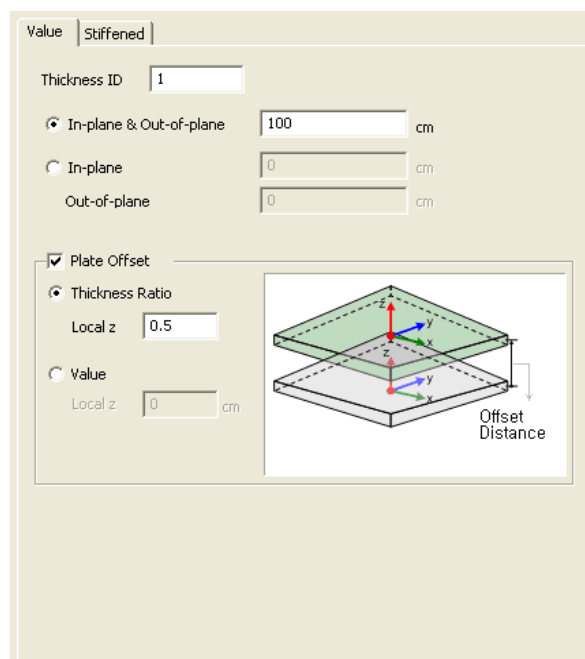 Value Stiffened
Thickness ID 1
In-plane & Out-of-plane 100 cm
In-plane 0 cm
Out-of-plane 0 cm
Plate Offset
Thickness Ratio
Local z 0.5
Value
Local z 0 cm
z y x
z y x
Offset
Distance